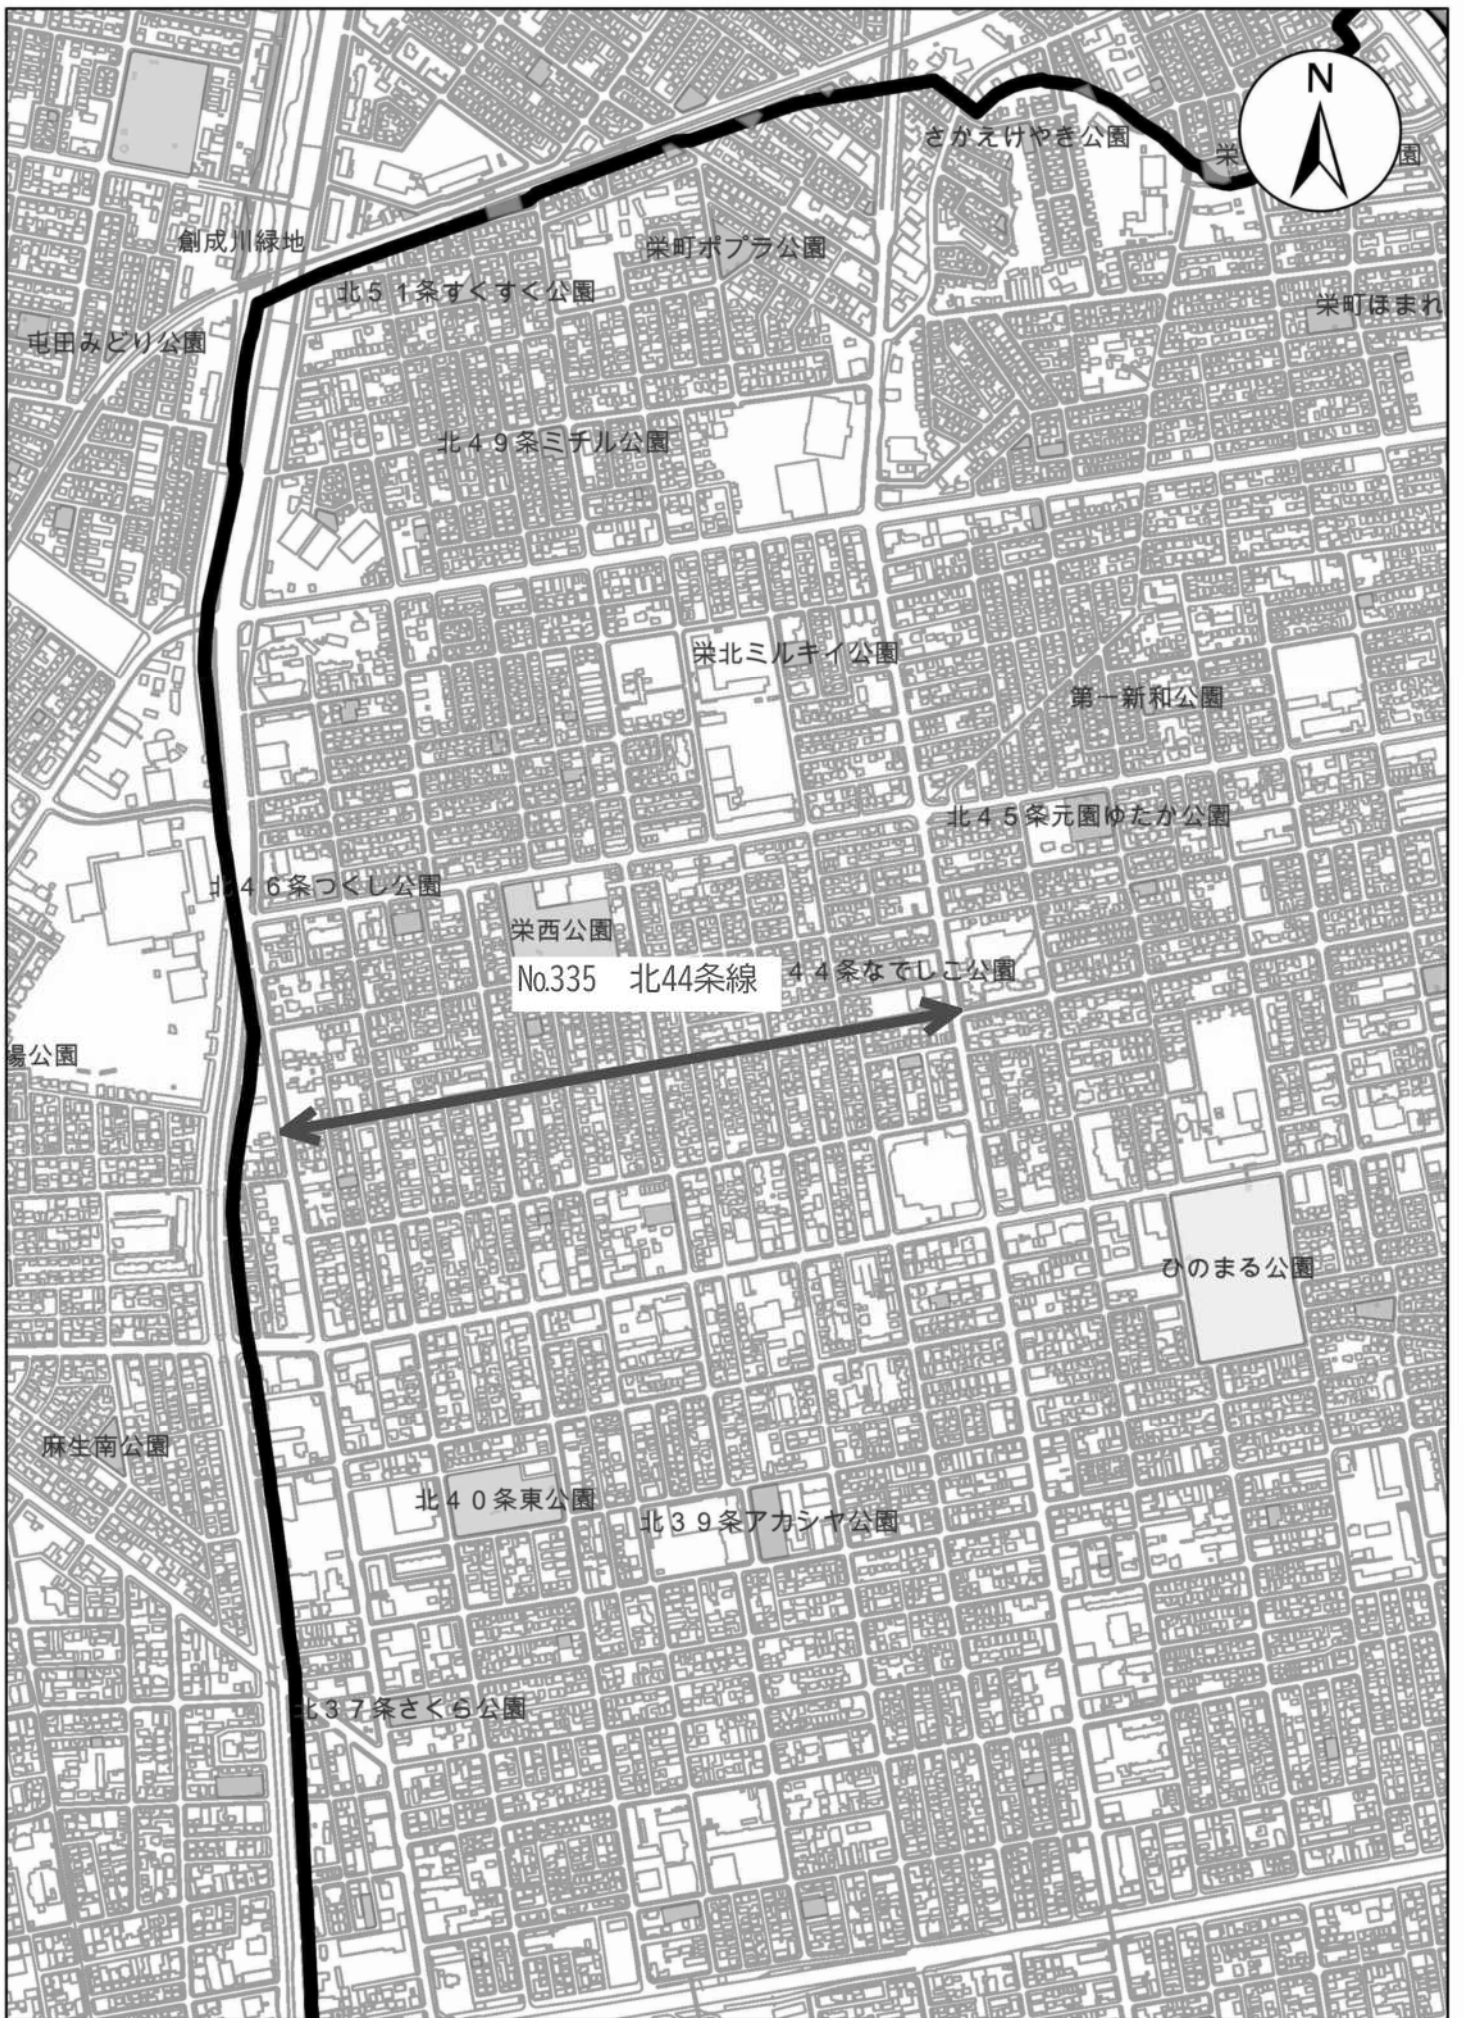 N
さかえけやき公園
栄
園
創成川緑地
栄町ポプラ公園
北５１条すくすく公園
栄町ほまれ
屯田みどり公園
北４９条ミチル公園
栄北ミルキイ公園
第一新和公園
北４５条元園ゆたか公園
北４６条つくし公園
栄西公園
No.335　北44条線
４４条なでしこ公園
湯公園
ひのまる公園
麻生南公園
北４０条東公園
北３９条アカシヤ公園
北３７条さくら公園